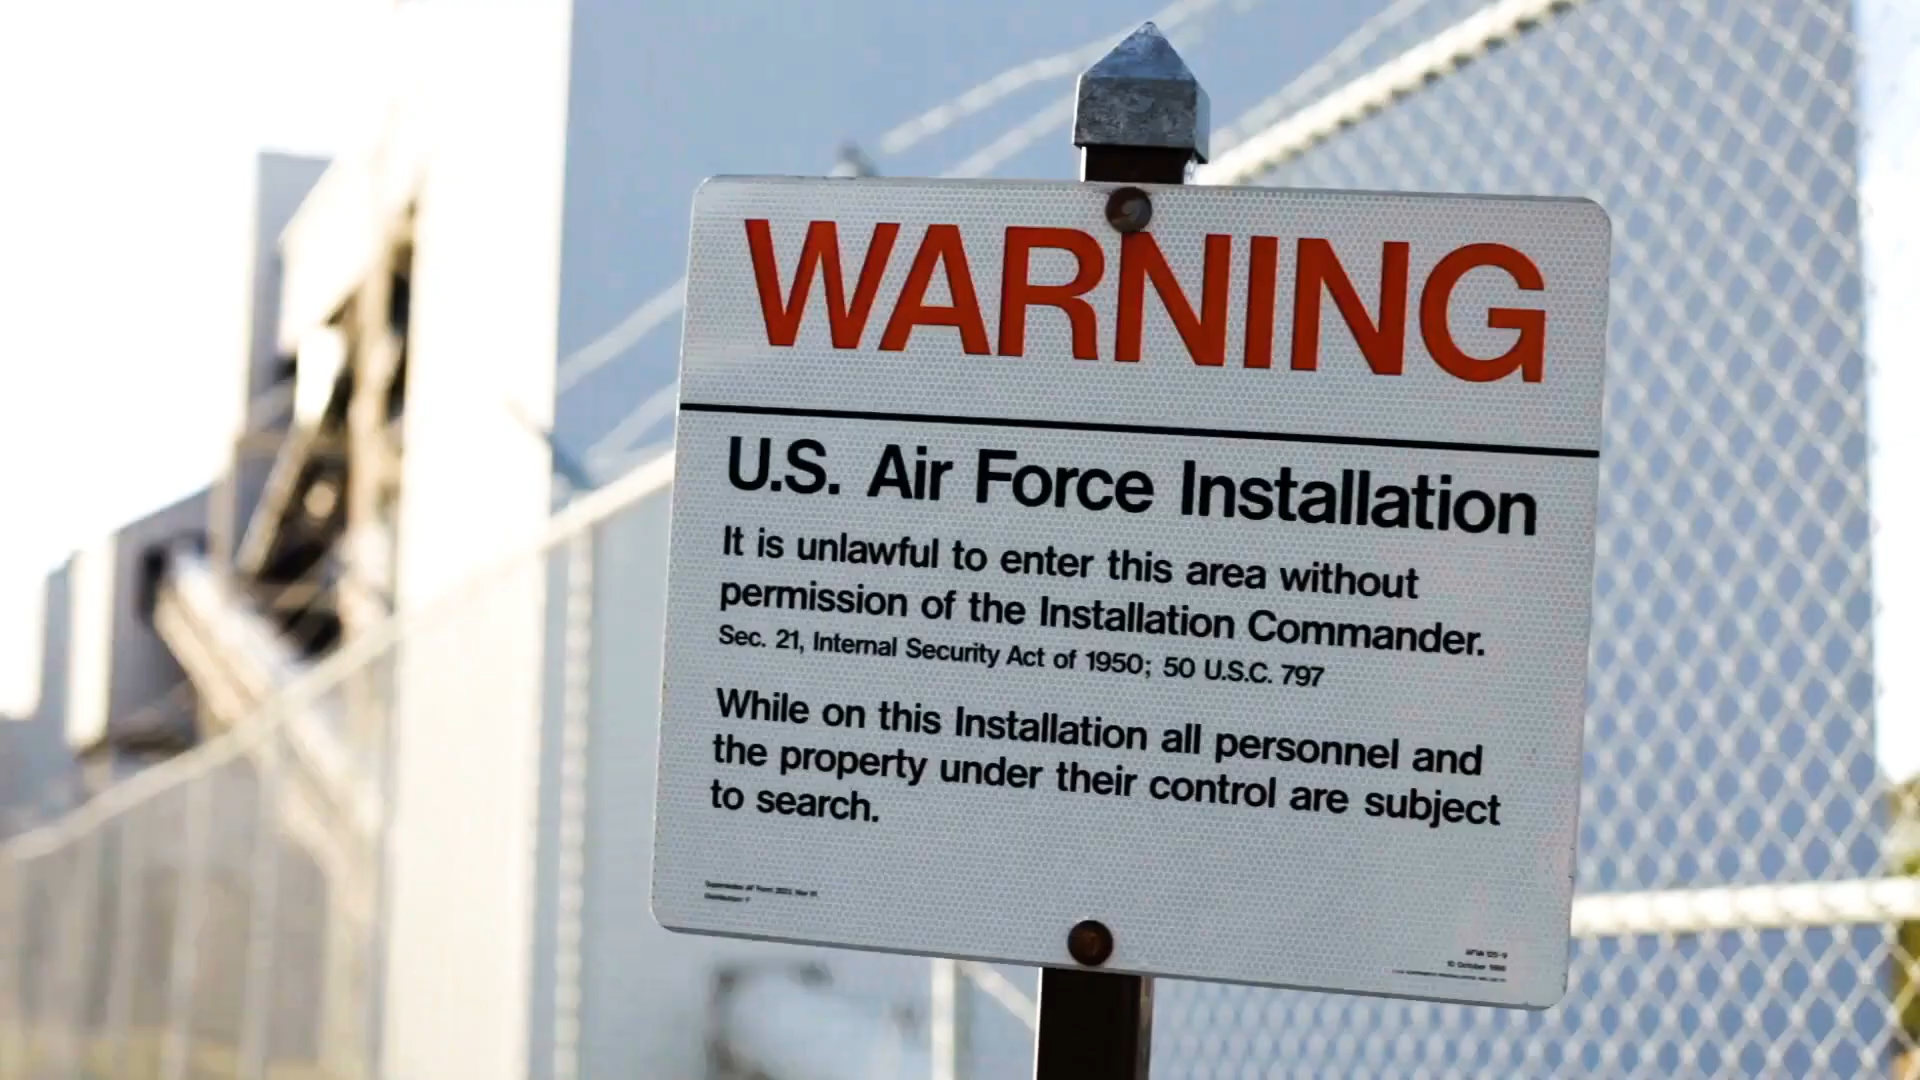 WARNING
U.S. Air Force Installation
It is unlawful to enter this area without
permission of the Installation Commander.
Sec. 21, Internal Security Act of 1950; 50 U.S.C. 797
While on this Installation all personnel and
the property under their control are subject
to search.